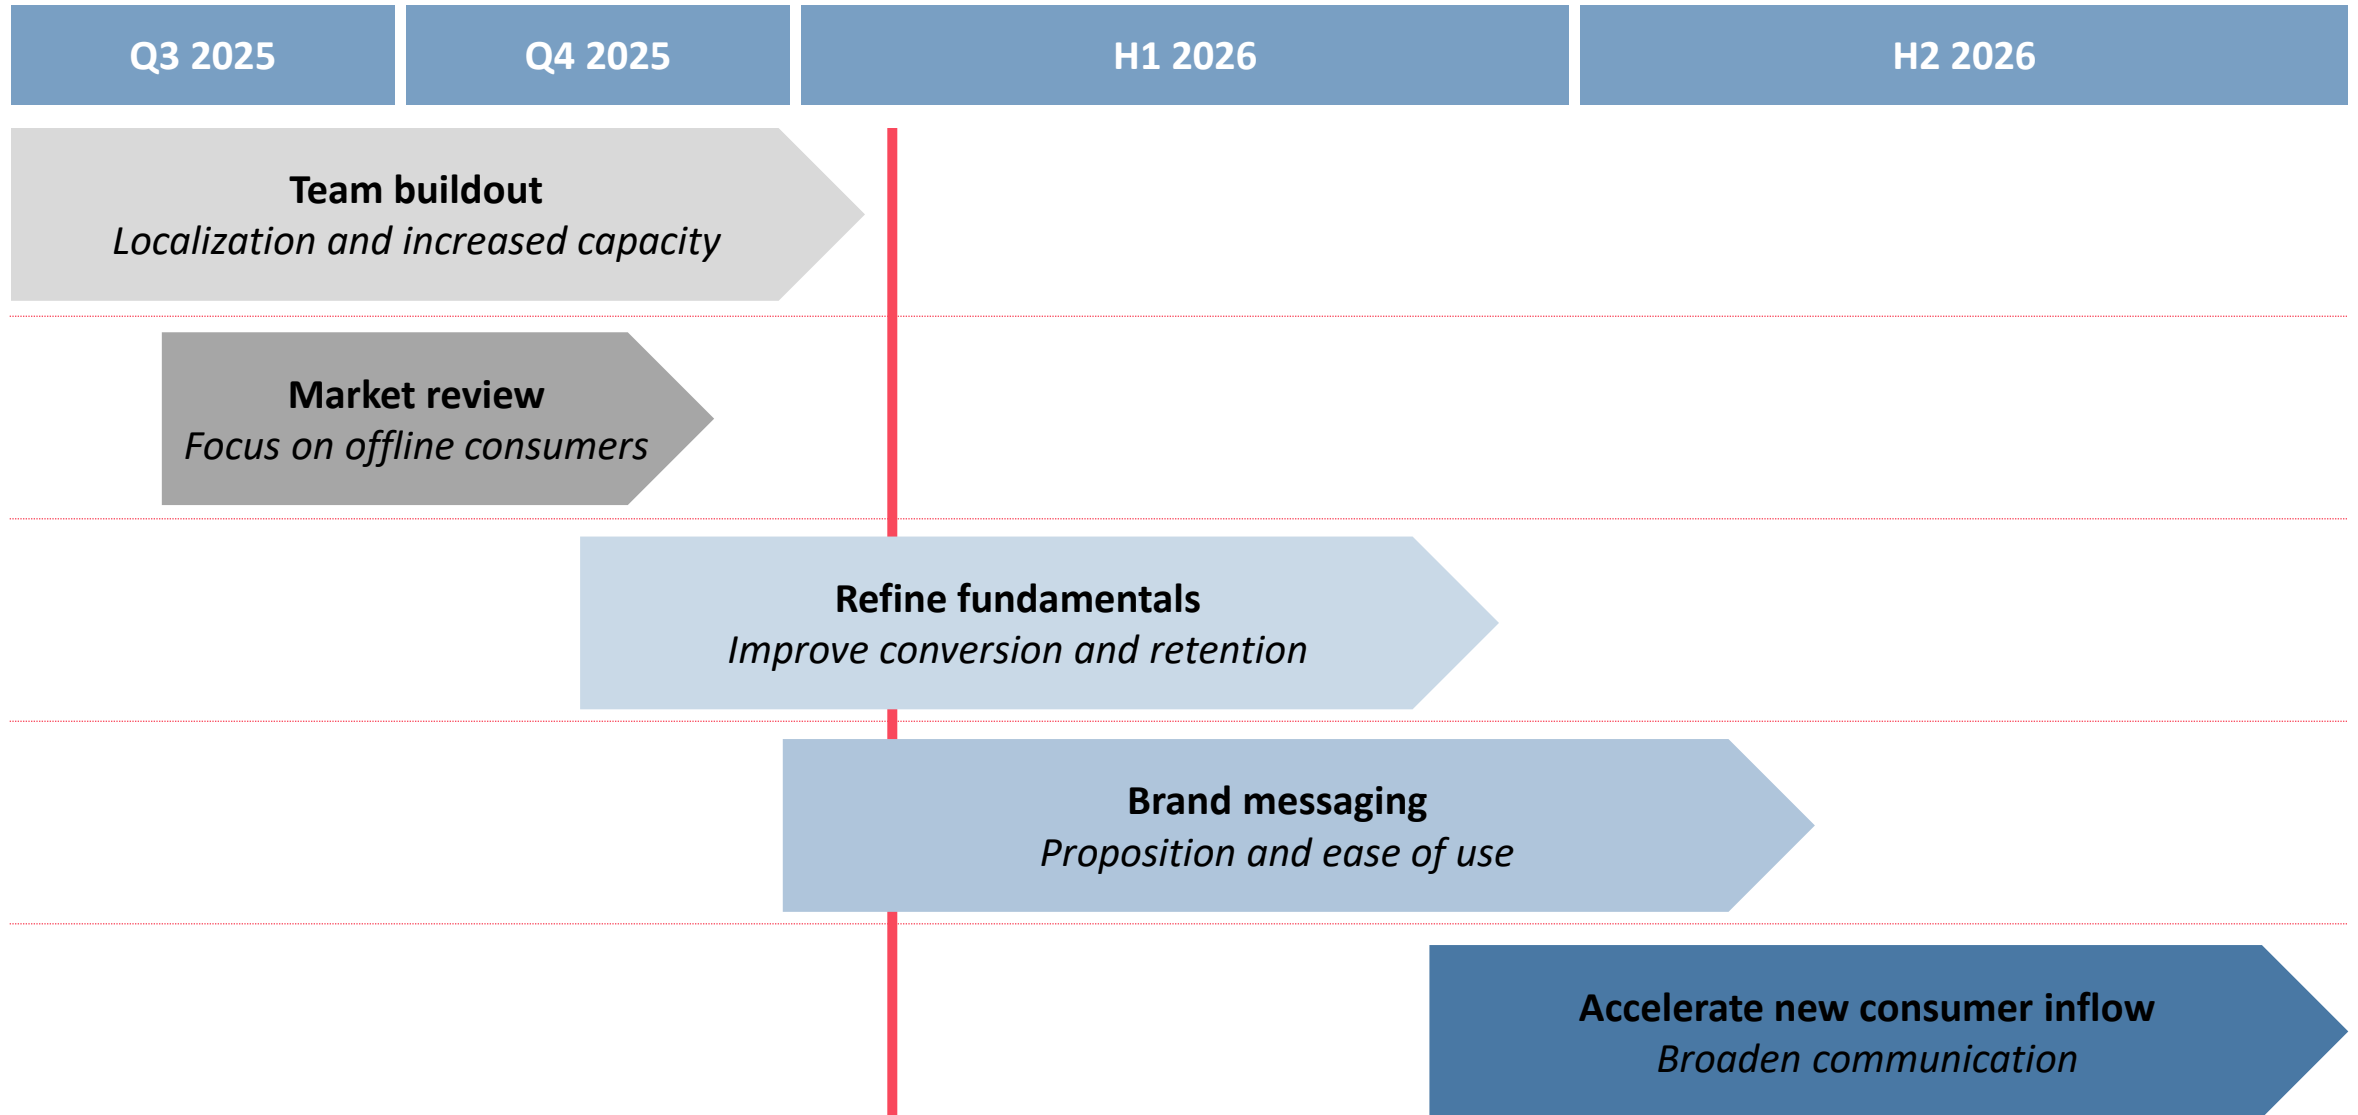 Q3 2025
Q4 2025
H1 2026
H2 2026
Team buildout
Localization and increased capacity
Market review
Focus on offline consumers
Refine fundamentals
Improve conversion and retention
Brand messaging
Proposition and ease of use
Accelerate new consumer inflow
Broaden communication